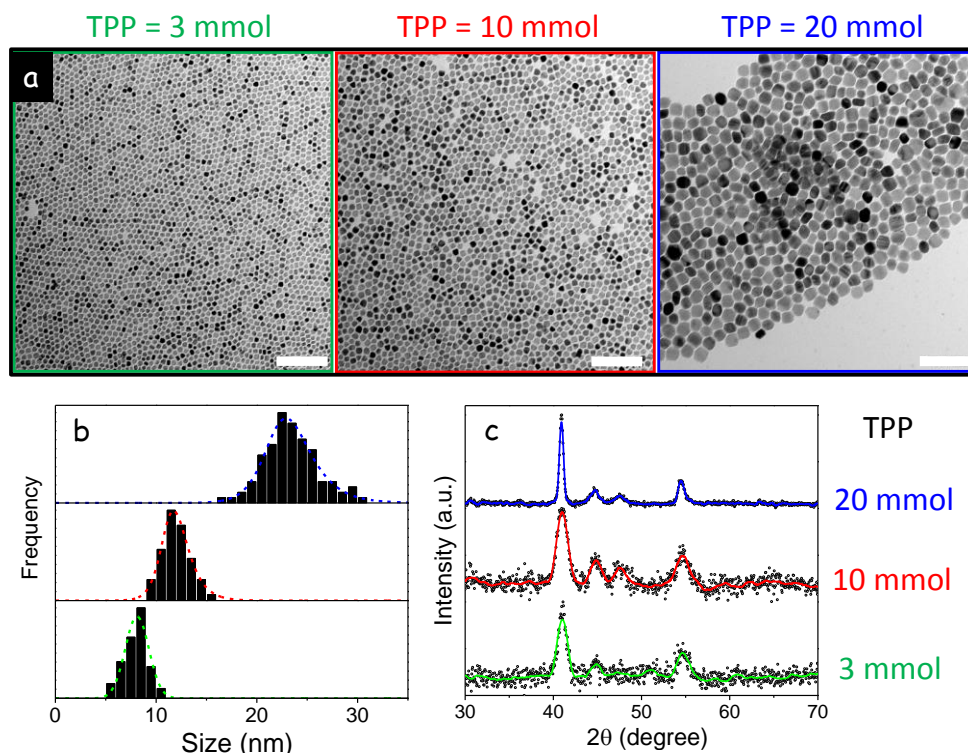 TPP = 3 mmol TPP = 10 mmol TPP = 20 mmol
a
b
Frequency
0 10 20 30
Size (nm)
c
Intensity (a.u.)
30 40 50 60 70
2θ (degree)
TPP
20 mmol
10 mmol
3 mmol